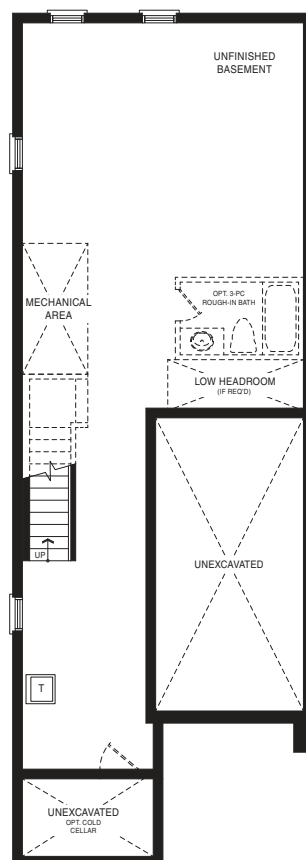 UNFINISHED
BASEMENT
OPT. 3-PC
ROUGH-IN BATH
MECHANICAL
AREA
LOW HEADROOM
(IF REQ'D)
UP
UNEXCAVATED
T
UNEXCAVATED
OPT. COLD
CELLAR